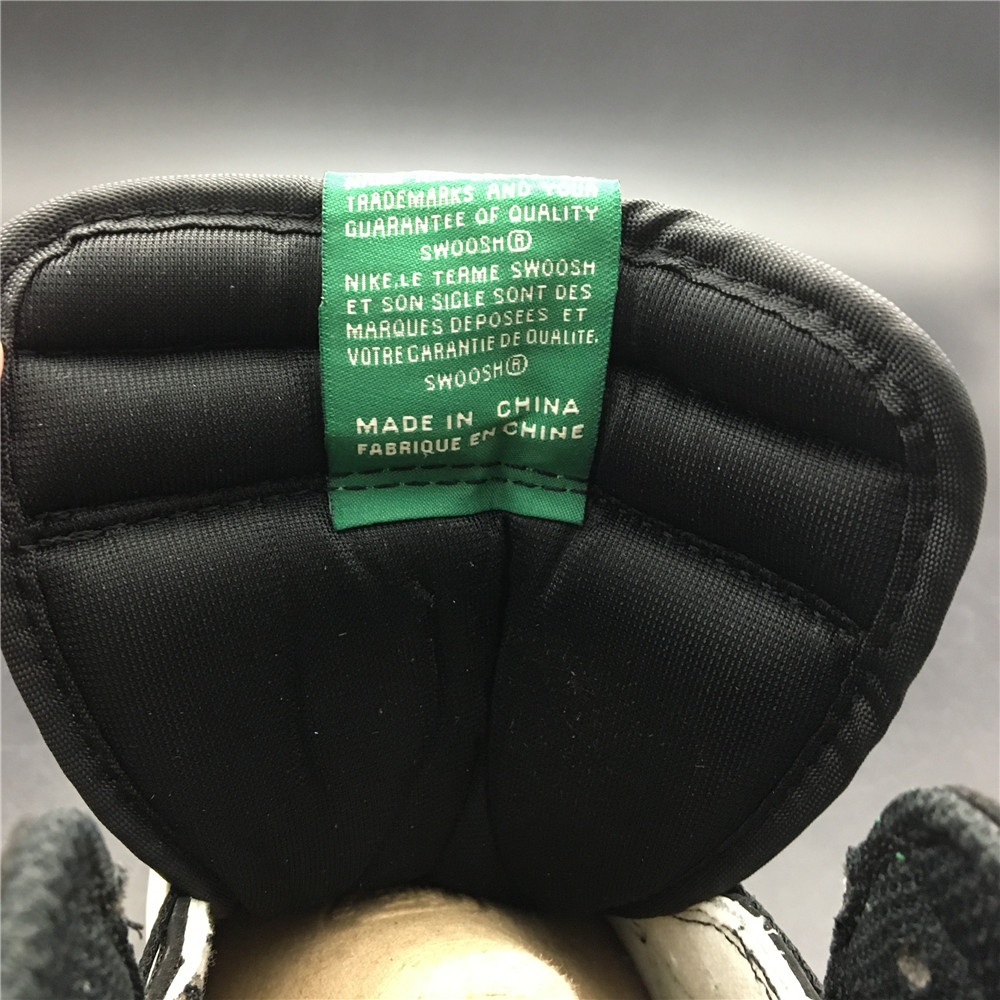 TRADEMARKS AND YOUR
GUARANTEE OF QUALITY
SWOOSH®
NIKE.LE TERME SWOOSH
ET SON SIGLE SONT DES
MARQUES DEPOSEES ET
VOTRE GARANTIE DE QUALITE.
SWOOSH®
MADE IN CHINA
FABRIQUE EN CHINE